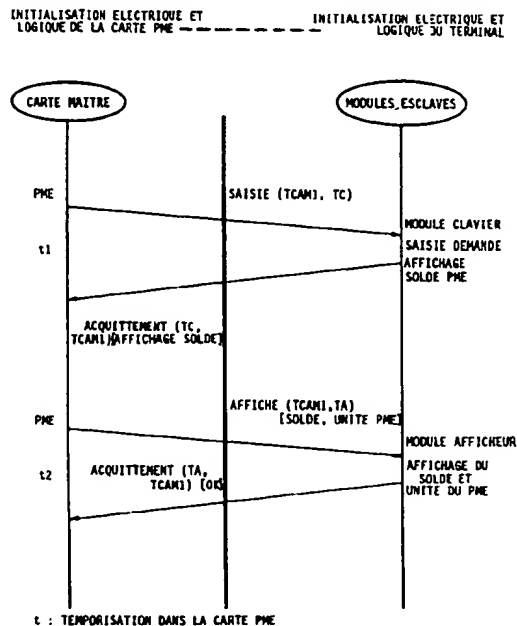 INITIALISATION ELECTRIQUE ET
LOGIQUE DE LA CARTE PME
INITIALISATION ELECTRIQUE ET
LOGIQUE DU TERMINAL
CARTE MAITRE
MODULES ESCLAVES
PME
SAISIE (TCAM1, TC)
MODULE CLAVIER
t1
SAISIE DEMANDE
AFFICHAGE
SOLDE PME
ACQUITTEMENT (TC,
TCAM1)[AFFICHAGE SOLDE]
AFFICHE (TCAM1,TA)
[SOLDE, UNITE PME]
PME
MODULE AFFICHEUR
t2
ACQUITTEMENT (TA,
TCAM1) [OK]
AFFICHAGE DU
SOLDE ET
UNITE DU PME
t : TEMPORISATION DANS LA CARTE PME